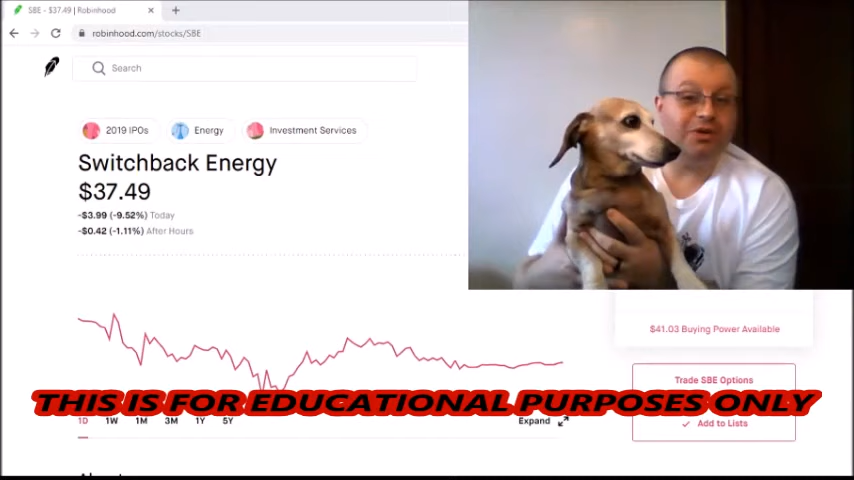 SBE - $37.49 | Robinhood
robinhood.com/stocks/SBE
Search
2019 IPOs
Energy
Investment Services
Switchback Energy
$37.49
-$3.99 (-9.52%) Today
-$0.42 (-1.11%) After Hours
$41.03 Buying Power Available
Trade SBE Options
THIS IS FOR EDUCATIONAL PURPOSES ONLY
1D 1W 1M 3M 1Y 5Y
Expand
Add to Lists